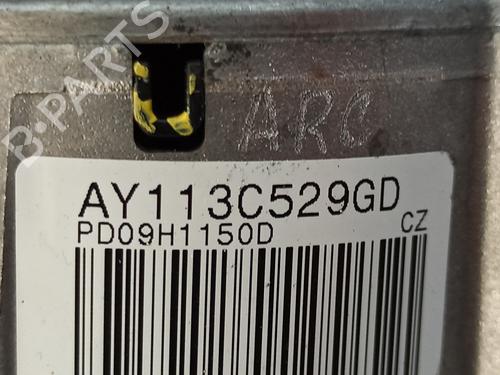 B-PARTS
ARC
AY113C529GD
PD09H1150D
CZ